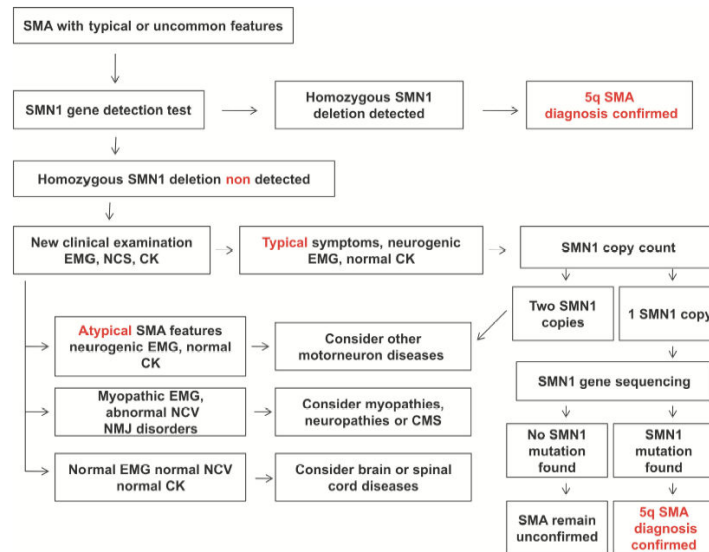 SMA with typical or uncommon features
SMN1 gene detection test
Homozygous SMN1
deletion detected
5q SMA
diagnosis confirmed
Homozygous SMN1 deletion non detected
New clinical examination
EMG, NCS, CK
Typical symptoms, neurogenic
EMG, normal CK
SMN1 copy count
Two SMN1
copies
1 SMN1 copy
Atypical SMA features
neurogenic EMG, normal
CK
Consider other
motorneuron diseases
SMN1 gene sequencing
Myopathic EMG,
abnormal NCV
NMJ disorders
Consider myopathies,
neuropathies or CMS
No SMN1
mutation
found
SMN1
mutation
found
Normal EMG normal NCV
normal CK
Consider brain or spinal
cord diseases
SMA remain
unconfirmed
5q SMA
diagnosis
confirmed